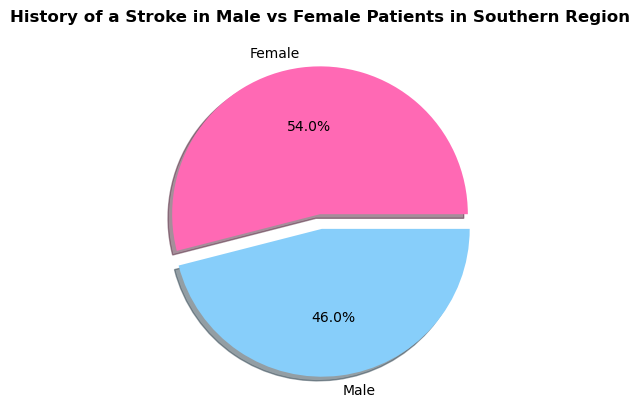 History of a Stroke in Male vs Female Patients in Southern Region
Female
54.0%
46.0%
Male